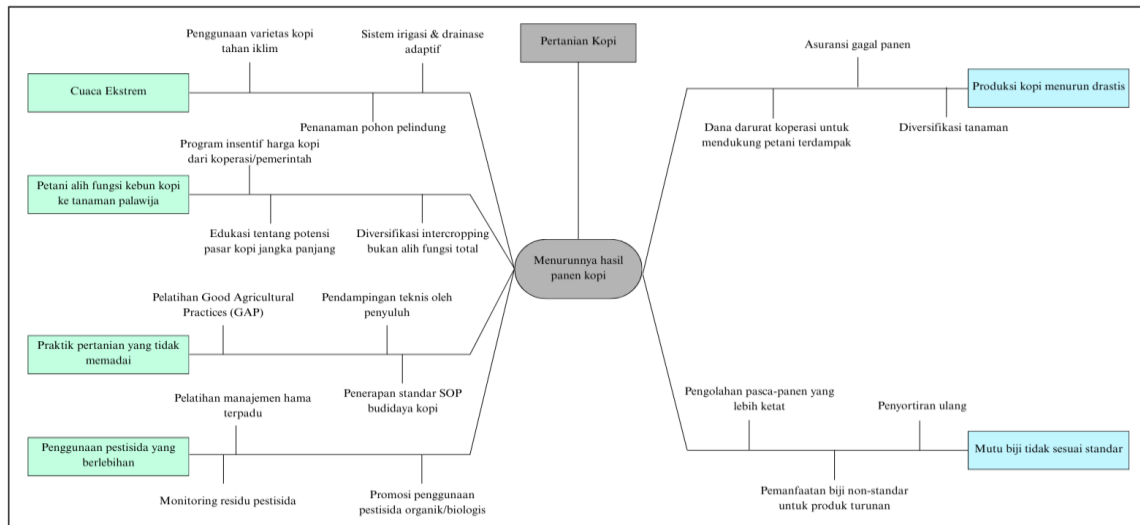 Pertanian Kopi
Penggunaan varietas kopi
tahan iklim
Sistem irigasi & drainase
adaptif
Cuaca Ekstrem
Penanaman pohon pelindung
Program insentif harga kopi
dari koperasi/pemerintah
Petani alih fungsi kebun kopi
ke tanaman palawija
Edukasi tentang potensi
pasar kopi jangka panjang
Diversifikasi intercropping
bukan alih fungsi total
Pelatihan Good Agricultural
Practices (GAP)
Pendampingan teknis oleh
penyuluh
Praktik pertanian yang tidak
memadai
Penerapan standar SOP
budidaya kopi
Pelatihan manajemen hama
terpadu
Penggunaan pestisida yang
berlebihan
Monitoring residu pestisida
Promosi penggunaan
pestisida organik/biologis
Menurunnya hasil
panen kopi
Asuransi gagal panen
Produksi kopi menurun drastis
Dana darurat koperasi untuk
mendukung petani terdampak
Diversifikasi tanaman
Pengolahan pasca-panen yang
lebih ketat
Penyortiran ulang
Mutu biji tidak sesuai standar
Pemanfaatan biji non-standar
untuk produk turunan